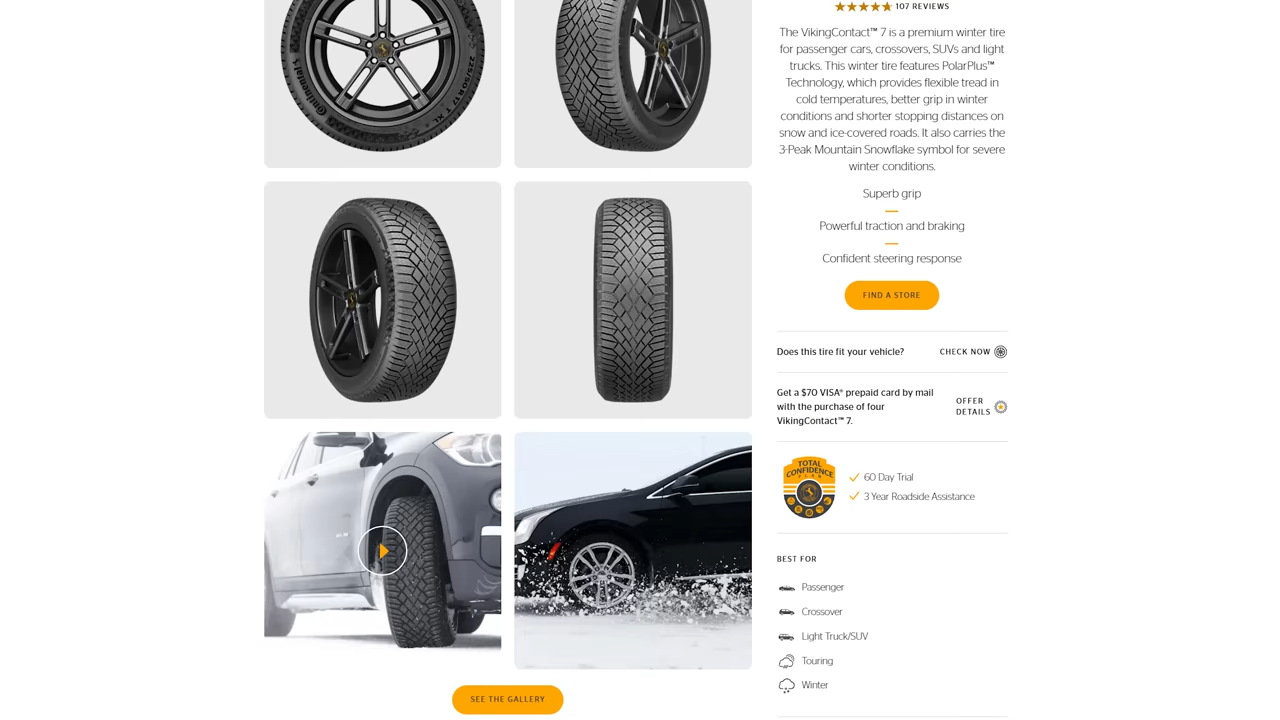 107 REVIEWS
The VikingContact™ 7 is a premium winter tire
for passenger cars, crossovers, SUVs and light
trucks. This winter tire features PolarPlus™
Technology, which provides flexible tread in
cold temperatures, better grip in winter
conditions and shorter stopping distances on
snow and ice-covered roads. It also carries the
3-Peak Mountain Snowflake symbol for severe
winter conditions.
Superb grip
Powerful traction and braking
Confident steering response
FIND A STORE
Does this tire fit your vehicle?
CHECK NOW
Get a $70 VISA® prepaid card by mail
with the purchase of four
VikingContact™ 7.
OFFER
DETAILS
TOTAL
CONFIDENCE
PLAN
60 Day Trial
3 Year Roadside Assistance
BEST FOR
Passenger
Crossover
Light Truck/SUV
Touring
Winter
Continental
225/50 R 17
SEE THE GALLERY